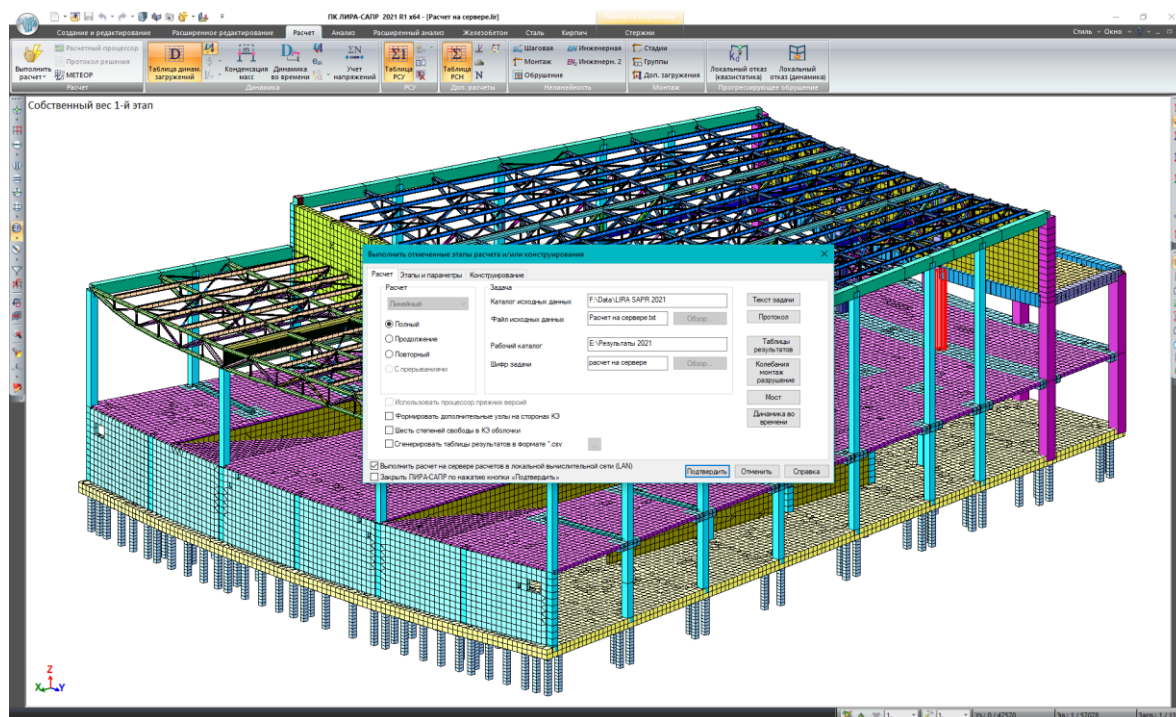 ПК ЛИРА-САПР 2021 R1 x64 - [Расчет на сервере.lir]
Создание и редактирование Расширенное редактирование Расчет Анализ Расширенный анализ Железобетон Сталь Кирпич Стержни Стиль Окно
Выполнить расчет
Расчетный процессор
Протокол решения
МЕТЕОР
Таблица динам. загружений
Конденсация масс
Динамика во времени
Учет напряжений
Таблица РСУ
Таблица РСН
Шаговая Инженерная
Монтаж Инженерн. 2
Обрушение
Стадии
Группы
Доп. загружения
Локальный отказ (квазистатика)
Локальный отказ (динамика)
Расчет Динамика РСУ Доп. расчеты Нелинейность Монтаж Прогрессирующее обрушение
Собственный вес 1-й этап
Выполнить отмеченные этапы расчета и/или конструирования
Расчет Этапы и параметры Конструирование
Расчет
Линейный
Полный
Продолжение
Повторный
С прерываниями
Задача
Каталог исходных данных F:\Data\LIRA SAPR 2021
Файл исходных данных Расчет на сервере.txt Обзор...
Рабочий каталог E:\Результаты 2021
Шифр задачи расчет на сервере Обзор...
Текст задачи
Протокол
Таблицы результатов
Колебания монтаж разрушение
Мост
Динамика во времени
Использовать процессор прежних версий
Формировать дополнительные узлы на сторонах КЭ
Шесть степеней свободы в КЭ оболочки
Сгенерировать таблицы результатов в формате *.csv ...
Выполнить расчет на сервере расчетов в локальной вычислительной сети (LAN)
Закрыть ЛИРА-САПР по нажатию кнопки «Подтвердить»
Подтвердить Отменить Справка
Z
X Y